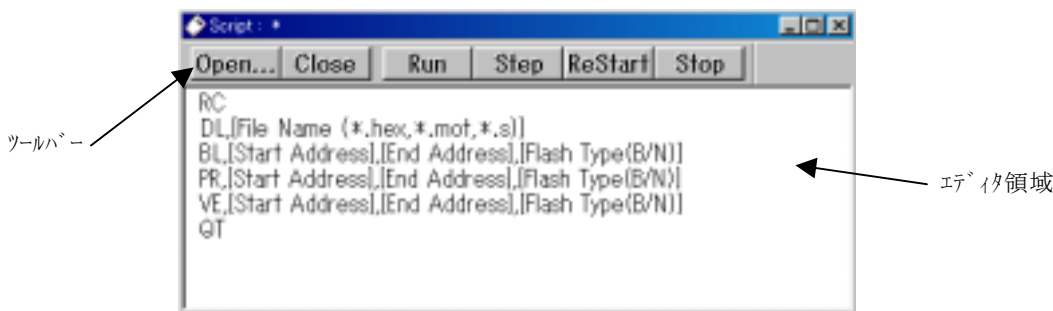 Script : *
Open... Close Run Step ReStart Stop
RC
DL,[File Name (*.hex,*.mot,*.s)]
BL,[Start Address],[End Address],[Flash Type(B/N)]
PR,[Start Address],[End Address],[Flash Type(B/N)]
VE,[Start Address],[End Address],[Flash Type(B/N)]
QT
ﾂｰﾙﾊﾞｰ
ｴﾃﾞｨﾀ領域